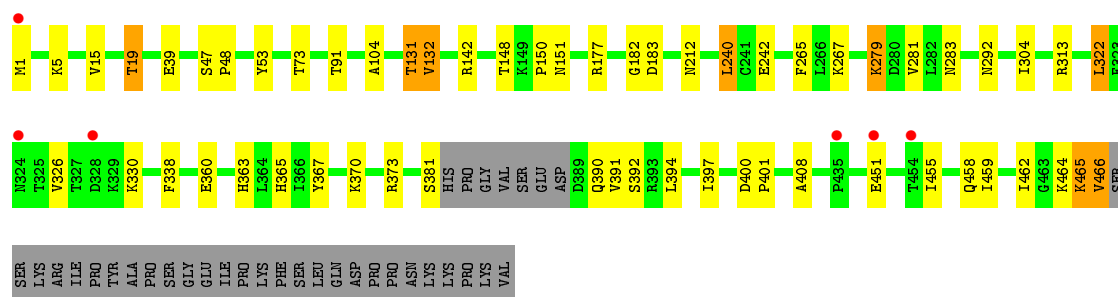 M1 K5 V15 T19 E39 S47 P48 Y53 T73 T91 A104 T131 V132 R142 T148 K149 P150 N151 R177 G182 D183 N212 L240 C241 E242 F265 L266 K267 K279 D280 V281 L282 N283 N292 I304 R313 L322
N324 T325 V326 T327 D328 K329 K330 F338 E360 H363 L364 H365 I366 Y367 K370 R373 S381 HIS PRO GLY VAL SER GLU ASP D389 Q390 V391 S392 R393 L394 I397 D400 P401 A408 P435 E451 T454 I455 Q458 I459 I462 G463 K464 K465 V466 SER
SER LYS ARG ILE PRO TYR ALA PRO SER GLY GLU ILE PRO LYS PHE SER LEU GLN ASP PRO PRO ASN LYS LYS PRO LYS VAL